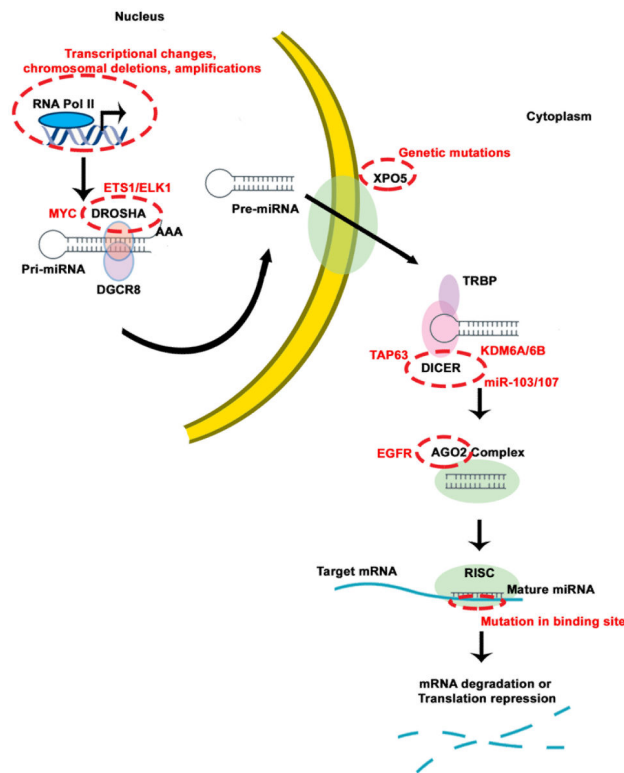 Nucleus
Transcriptional changes,
chromosomal deletions, amplifications
RNA Pol II
Cytoplasm
Genetic mutations
XPO5
ETS1/ELK1
MYC
DROSHA
AAA
Pre-miRNA
Pri-miRNA
DGCR8
TRBP
TAP63
KDM6A/6B
DICER
miR-103/107
EGFR
AGO2 Complex
Target mRNA
RISC
Mature miRNA
Mutation in binding site
mRNA degradation or
Translation repression